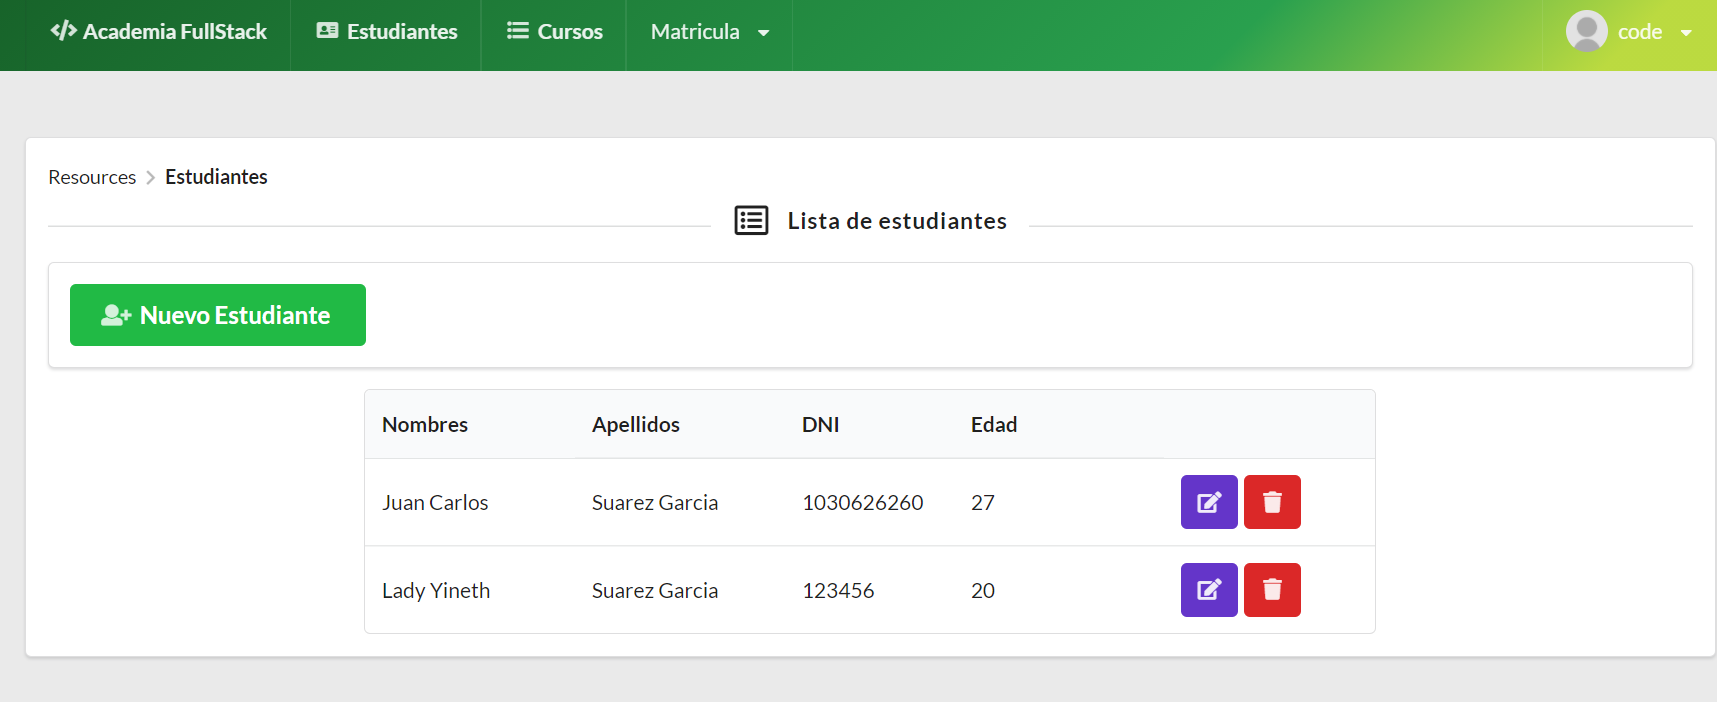 Academia FullStack Estudiantes Cursos Matricula code
Resources Estudiantes
Lista de estudiantes
Nuevo Estudiante
Nombres Apellidos DNI Edad
Juan Carlos Suarez Garcia 1030626260 27
Lady Yineth Suarez Garcia 123456 20